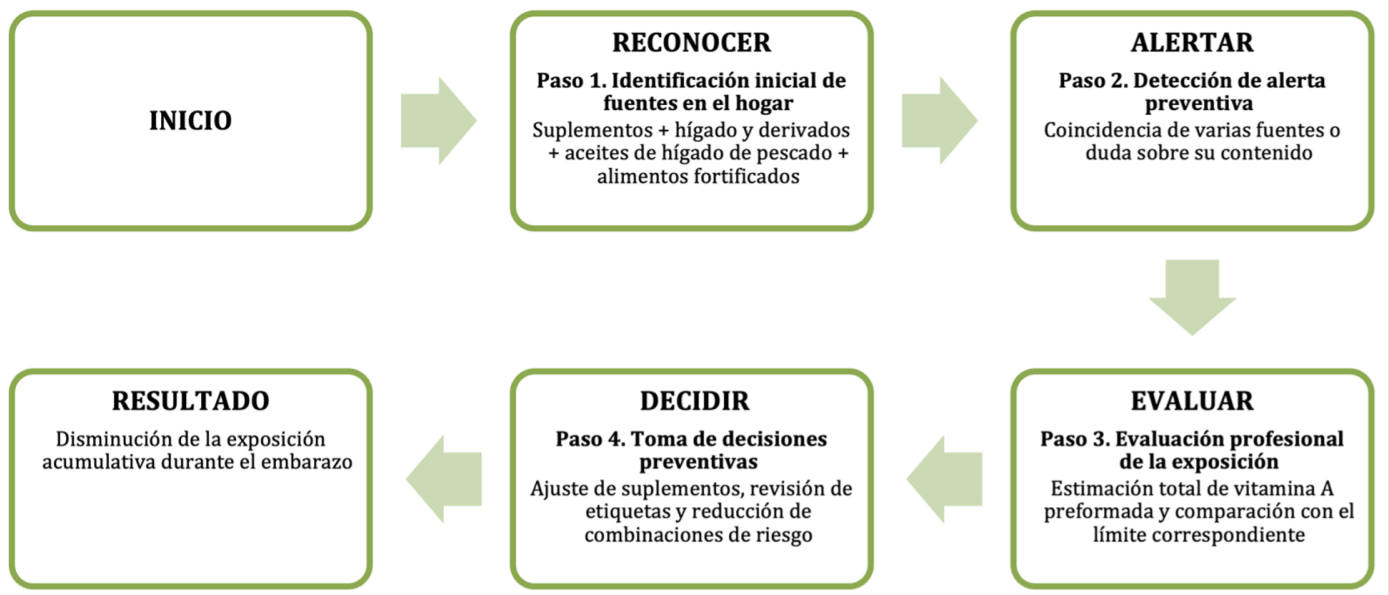 INICIO
RECONOCER
Paso 1. Identificación inicial de
fuentes en el hogar
Suplementos + hígado y derivados
+ aceites de hígado de pescado +
alimentos fortificados
ALERTAR
Paso 2. Detección de alerta
preventiva
Coincidencia de varias fuentes o
duda sobre su contenido
EVALUAR
Paso 3. Evaluación profesional
de la exposición
Estimación total de vitamina A
preformada y comparación con el
límite correspondiente
DECIDIR
Paso 4. Toma de decisiones
preventivas
Ajuste de suplementos, revisión de
etiquetas y reducción de
combinaciones de riesgo
RESULTADO
Disminución de la exposición
acumulativa durante el embarazo